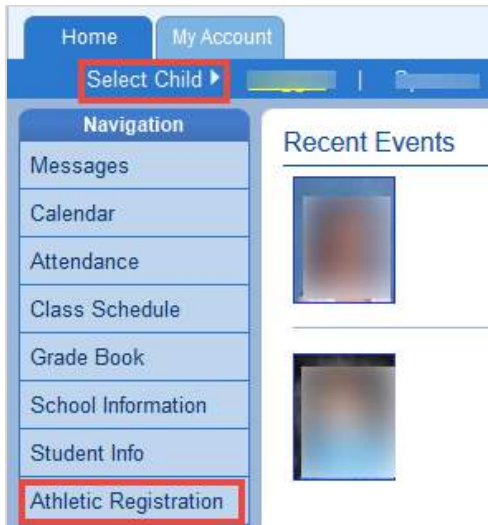 Home
My Account
Select Child
|
Navigation
Recent Events
Messages
Calendar
Attendance
Class Schedule
Grade Book
School Information
Student Info
Athletic Registration